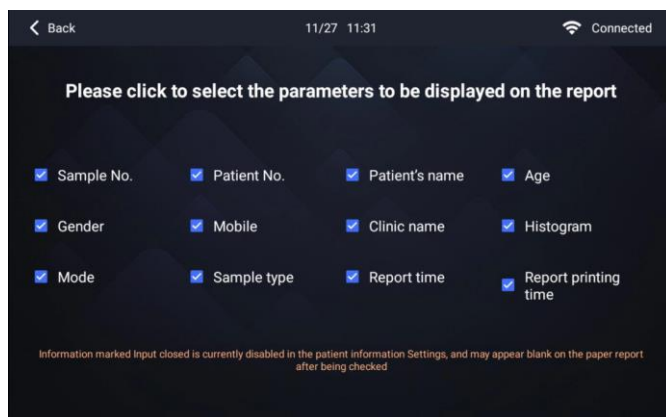 Back
11/27 11:31
Connected
Please click to select the parameters to be displayed on the report
Sample No.
Patient No.
Patient's name
Age
Gender
Mobile
Clinic name
Histogram
Mode
Sample type
Report time
Report printing
time
Information marked Input closed is currently disabled in the patient information Settings, and may appear blank on the paper report
after being checked